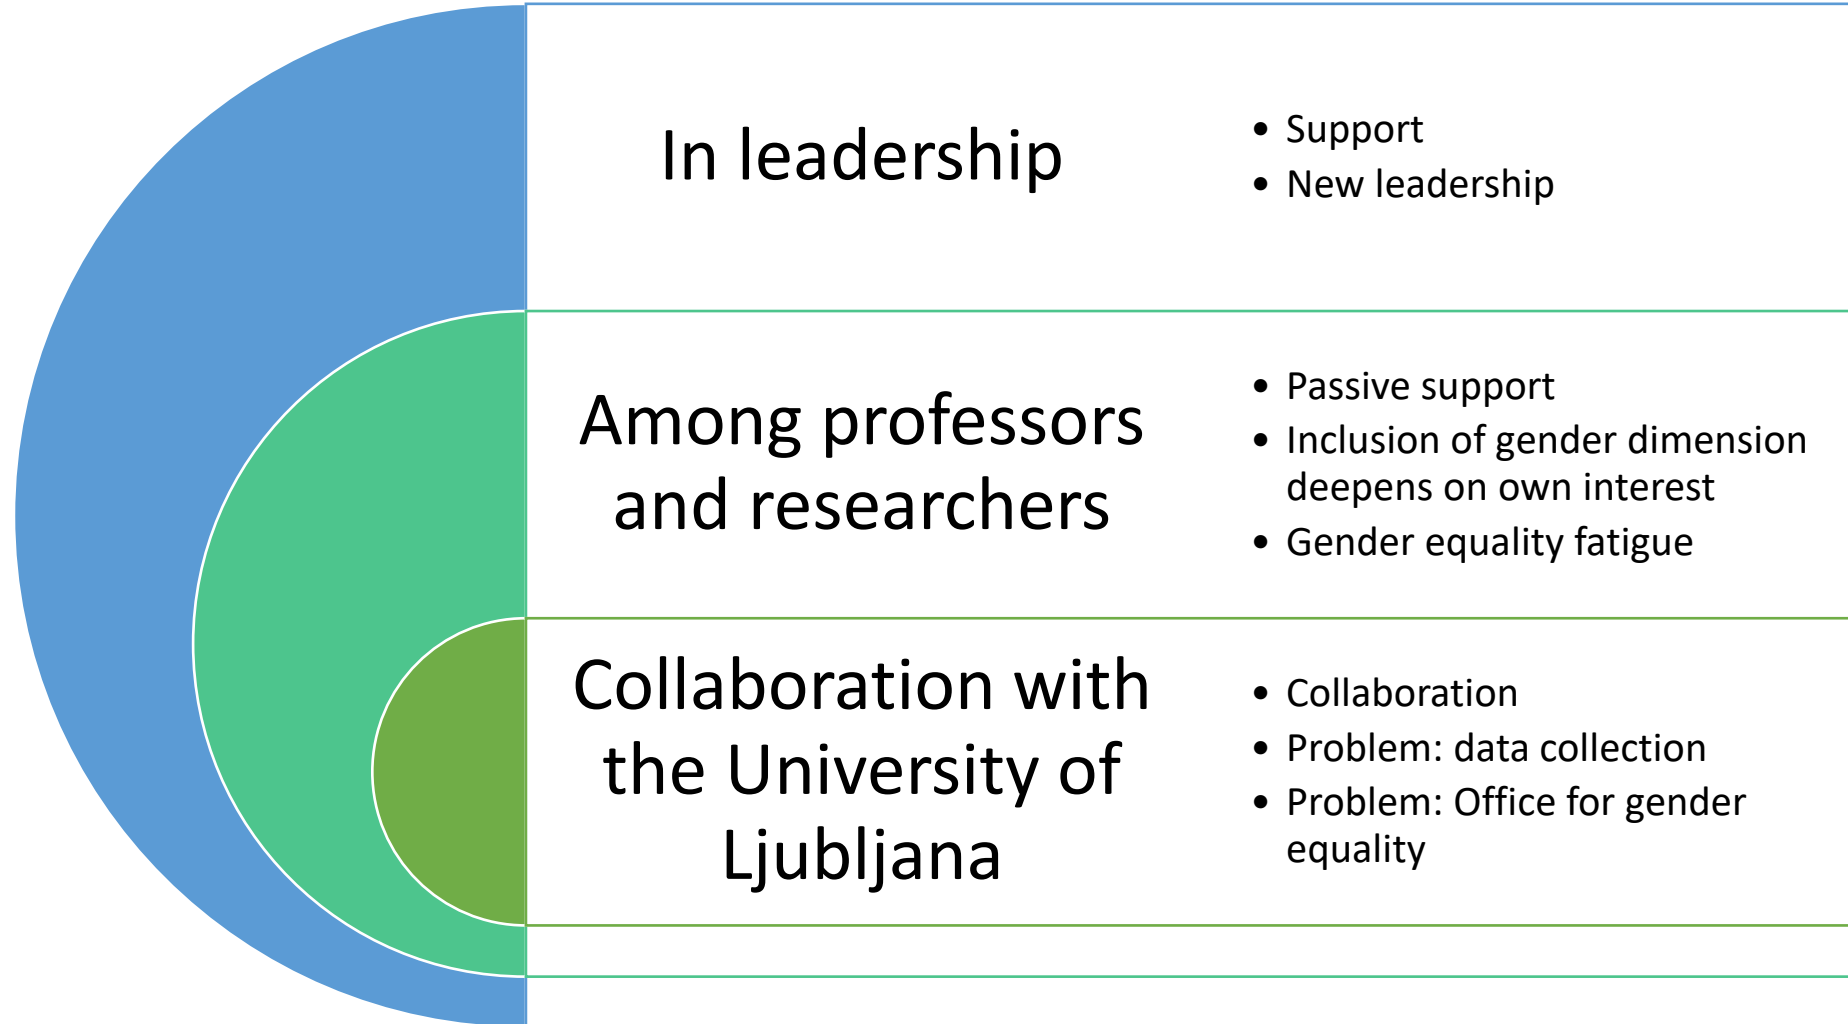 In leadership
• Support
• New leadership
Among professors
and researchers
• Passive support
• Inclusion of gender dimension
deepens on own interest
• Gender equality fatigue
Collaboration with
the University of
Ljubljana
• Collaboration
• Problem: data collection
• Problem: Office for gender
equality